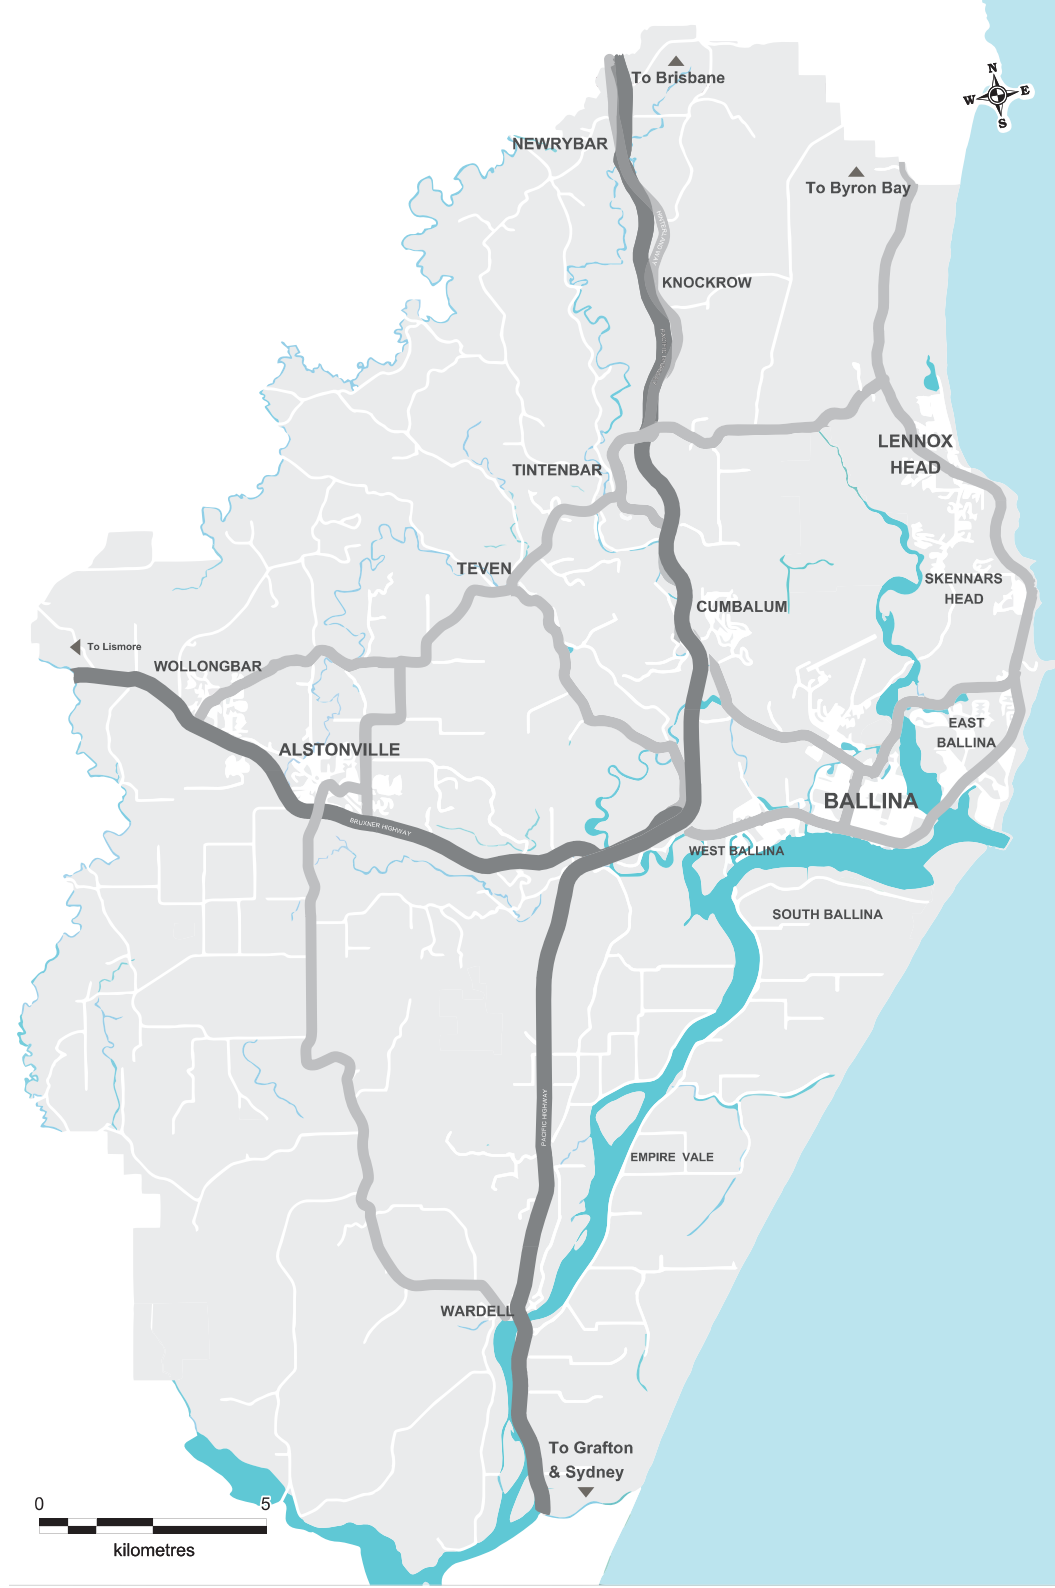 N
W E
S
To Brisbane
NEWRYBAR
To Byron Bay
HINTERLAND WAY
KNOCKROW
LENNOX
HEAD
TINTENBAR
TEVEN
SKENNARS
HEAD
CUMBALUM
To Lismore
WOLLONGBAR
EAST
BALLINA
ALSTONVILLE
BALLINA
BRUXNER HIGHWAY
WEST BALLINA
SOUTH BALLINA
PACIFIC HIGHWAY
EMPIRE VALE
WARDELL
To Grafton
& Sydney
0 5
kilometres